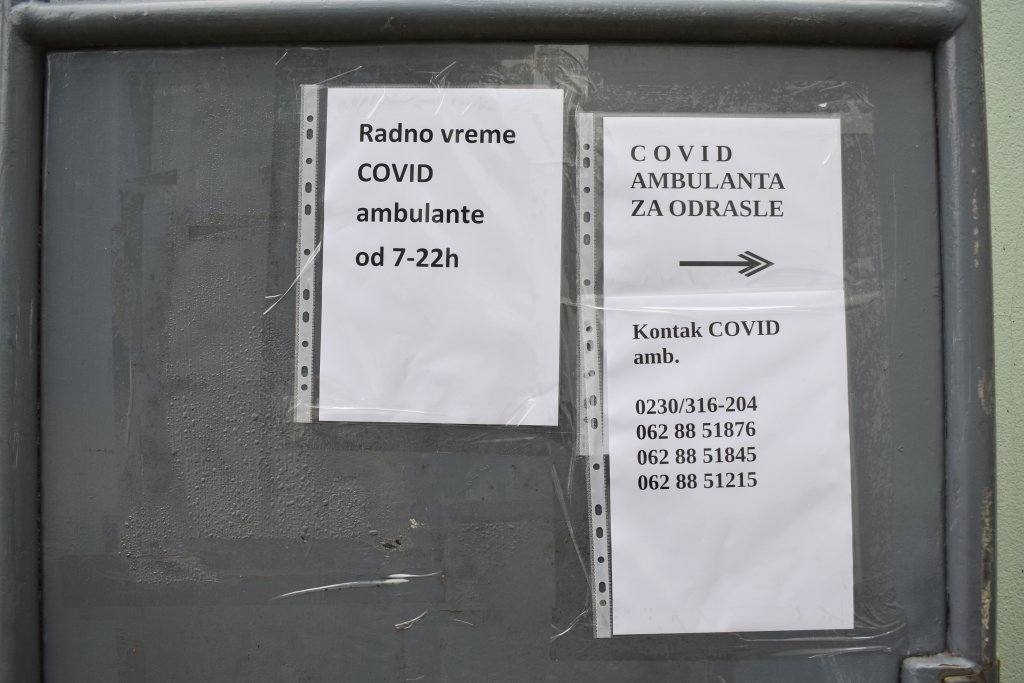 Radno vreme
COVID
ambulante
od 7-22h
C O V I D
AMBULANTA
ZA ODRASLE
Kontak COVID
amb.
0230/316-204
062 88 51876
062 88 51845
062 88 51215